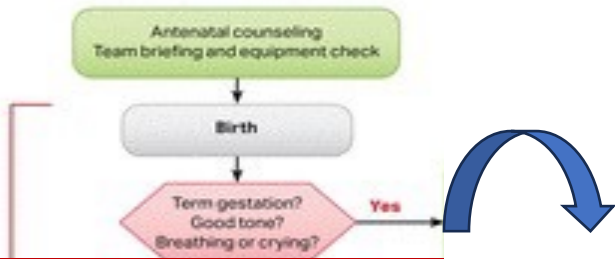 Antenatal counseling
Team briefing and equipment check
Birth
Term gestation?
Good tone?
Breathing or crying?
Yes